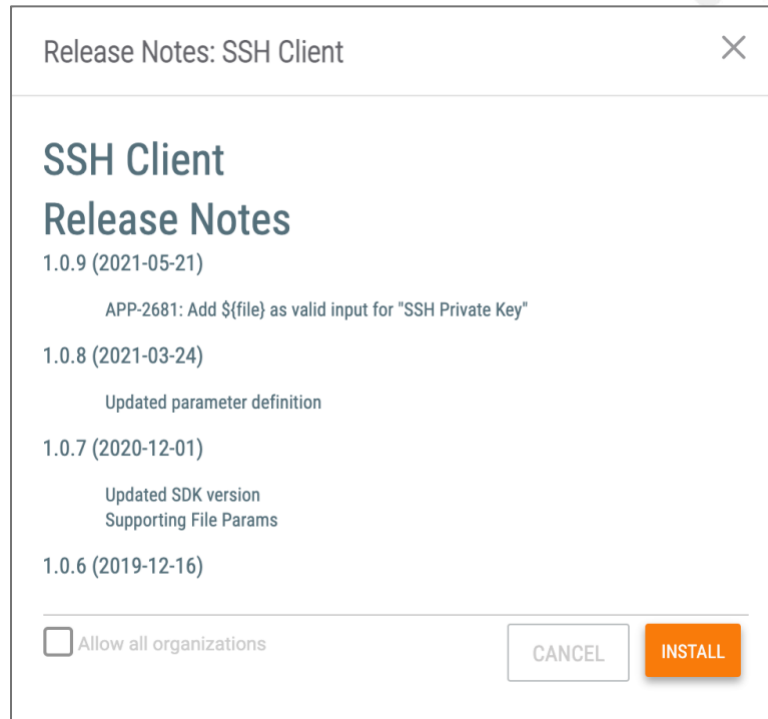 Release Notes: SSH Client
SSH Client
Release Notes
1.0.9 (2021-05-21)
APP-2681: Add ${file} as valid input for "SSH Private Key"
1.0.8 (2021-03-24)
Updated parameter definition
1.0.7 (2020-12-01)
Updated SDK version
Supporting File Params
1.0.6 (2019-12-16)
Allow all organizations
CANCEL
INSTALL